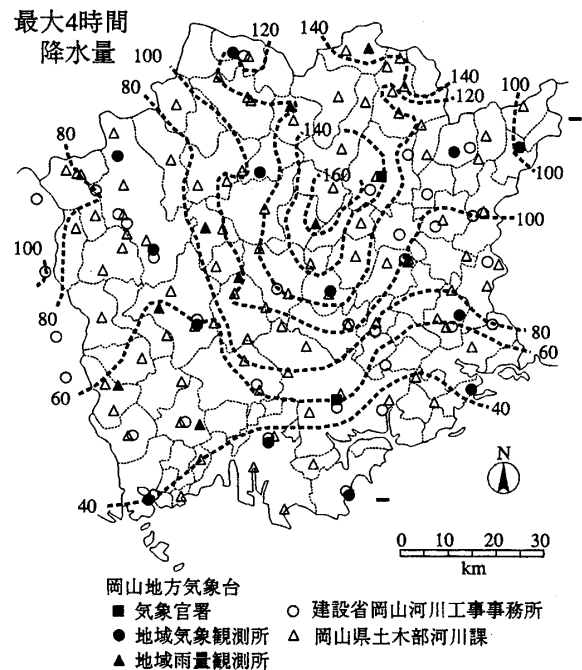 最大4時間
降水量
120
140
100
80
140
120
100
80
140
160
100
100
100
80
80
60
60
40
40
N
0 10 20 30
km
岡山地方気象台
■ 気象官署
● 地域気象観測所
▲ 地域雨量観測所
○ 建設省岡山河川工事事務所
△ 岡山県土木部河川課